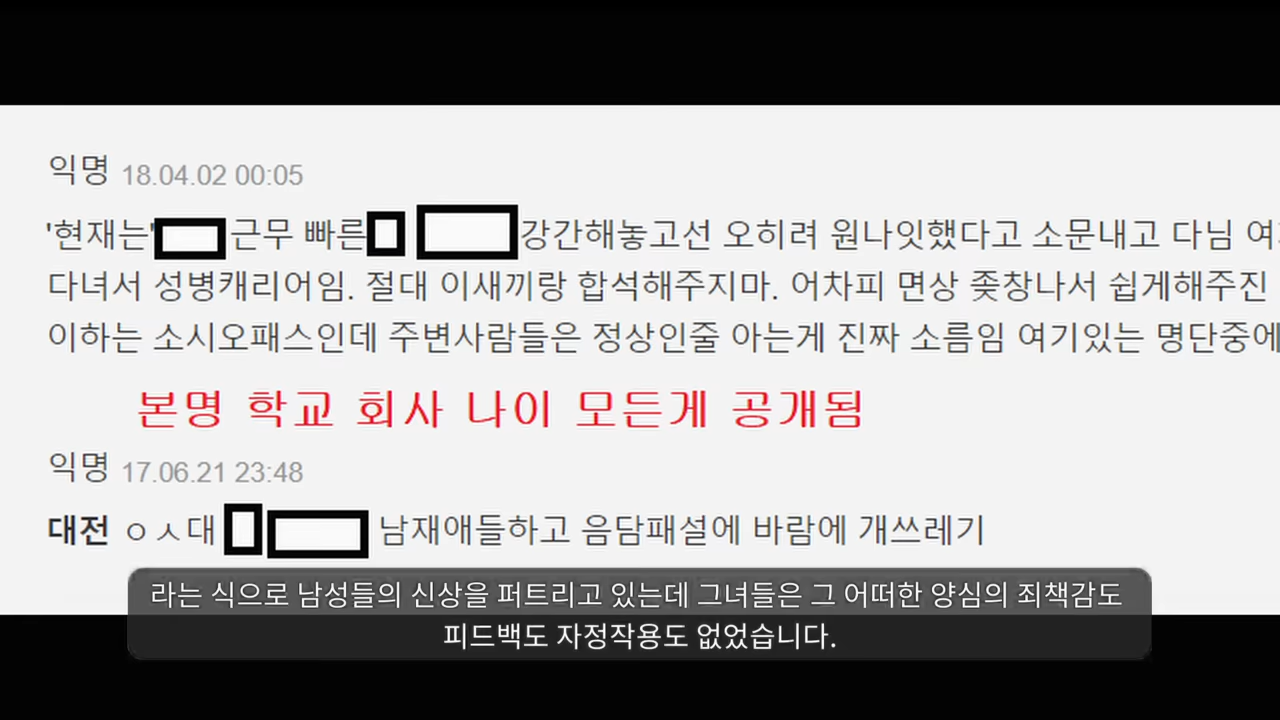 익명 18.04.02 00:05
'현재는' 근무 빠른 강간해놓고선 오히려 원나잇했다고 소문내고 다님
다녀서 성병캐리어임. 절대 이새끼랑 합석해주지마. 어차피 면상 좆창나서 쉽게해주진
이하는 소시오패스인데 주변사람들은 정상인줄 아는게 진짜 소름임 여기있는 명단중에
본명 학교 회사 나이 모든게 공개됨
익명 17.06.21 23:48
대전 ㅇㅅ대 남재애들하고 음담패설에 바람에 개쓰레기
라는 식으로 남성들의 신상을 퍼트리고 있는데 그녀들은 그 어떠한 양심의 죄책감도
피드백도 자정작용도 없었습니다.